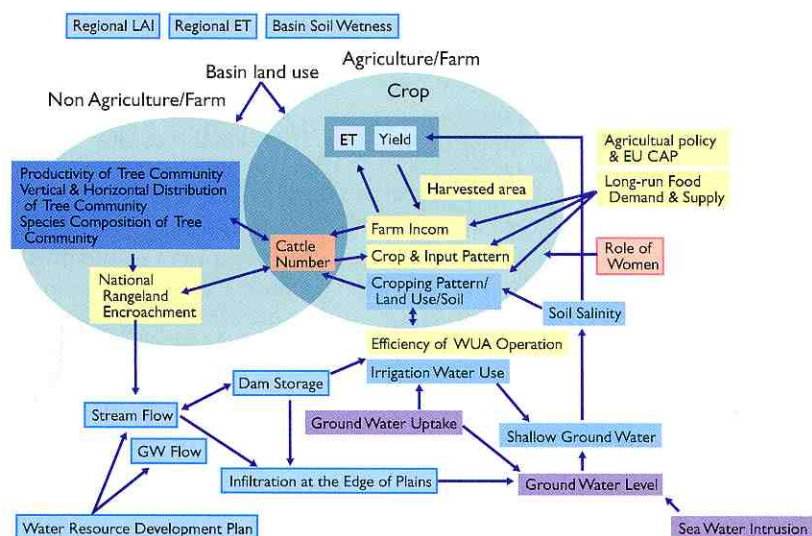 Regional LAI
Regional ET
Basin Soil Wetness
Agriculture/Farm
Basin land use
Non Agriculture/Farm
Crop
ET
Yield
Agricultual policy
& EU CAP
Productivity of Tree Community
Vertical & Horizontal Distribution
of Tree Community
Species Composition of Tree
Community
Harvested area
Long-run Food
Demand & Supply
Farm Incom
Cattle
Number
Crop & Input Pattern
Role of
Women
National
Rangeland
Encroachment
Cropping Pattern/
Land Use/Soil
Soil Salinity
Efficiency of WUA Operation
Irrigation Water Use
Dam Storage
Stream Flow
Ground Water Uptake
Shallow Ground Water
GW Flow
Infiltration at the Edge of Plains
Ground Water Level
Water Resource Development Plan
Sea Water Intrusion